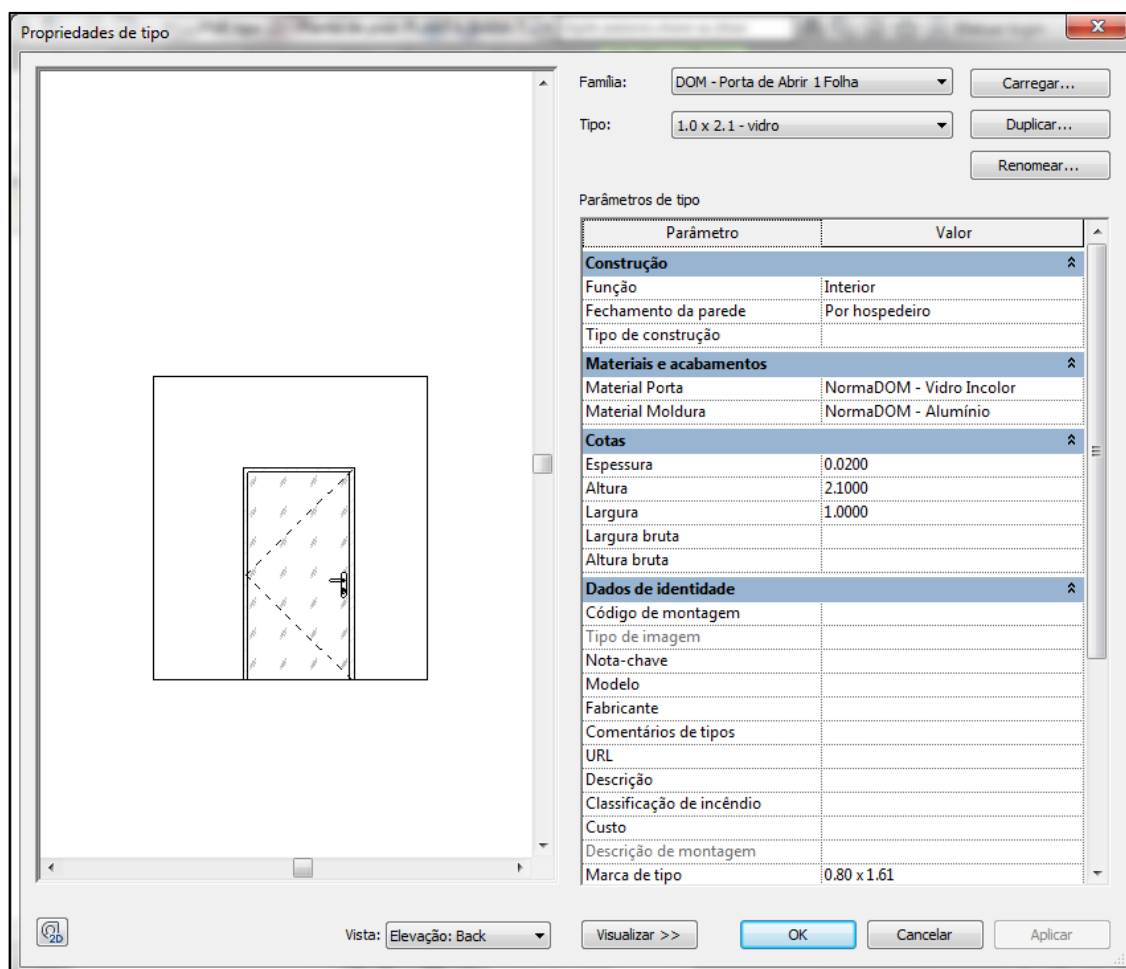 Propriedades de tipo
Família: DOM - Porta de Abrir 1 Folha Carregar...
Tipo: 1.0 x 2.1 - vidro Duplicar...
Renomear...
Parâmetros de tipo
Parâmetro Valor
Construção
Função Interior
Fechamento da parede Por hospedeiro
Tipo de construção
Materiais e acabamentos
Material Porta NormaDOM - Vidro Incolor
Material Moldura NormaDOM - Alumínio
Cotas
Espessura 0.0200
Altura 2.1000
Largura 1.0000
Largura bruta
Altura bruta
Dados de identidade
Código de montagem
Tipo de imagem
Nota-chave
Modelo
Fabricante
Comentários de tipos
URL
Descrição
Classificação de incêndio
Custo
Descrição de montagem
Marca de tipo 0.80 x 1.61
2D Vista: Elevação: Back Visualizar >> OK Cancelar Aplicar